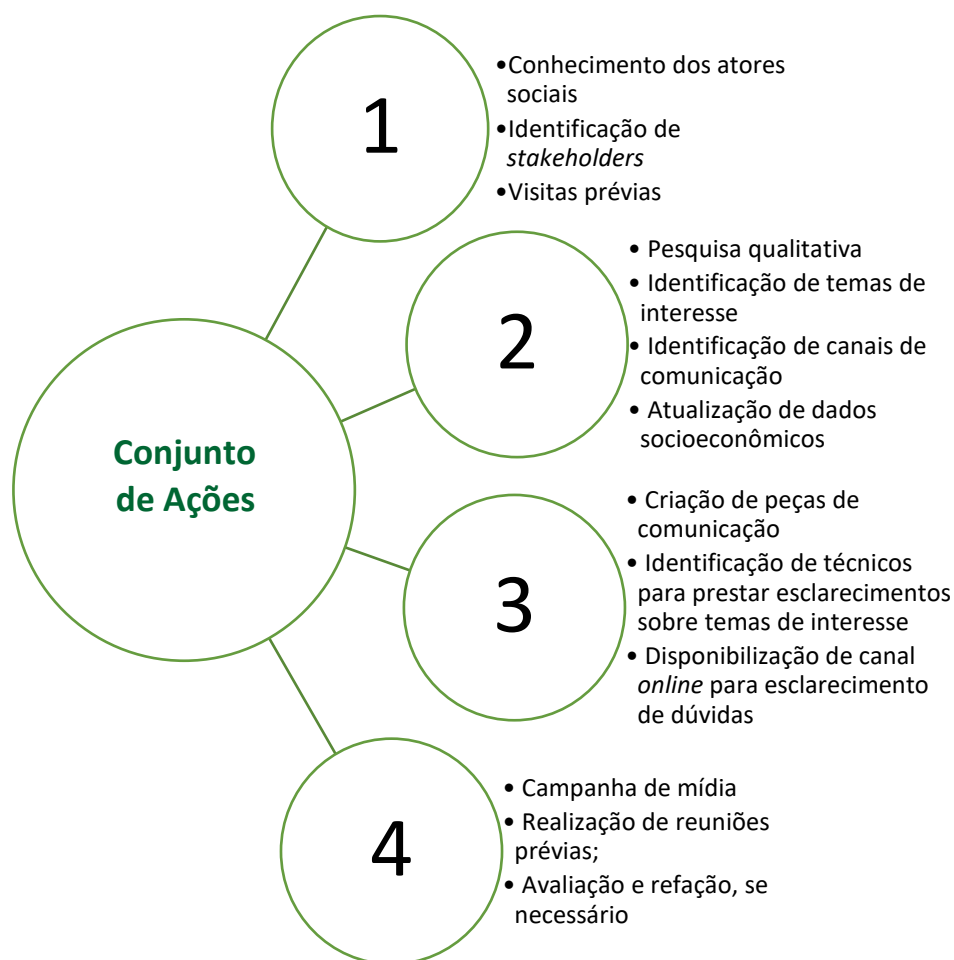 1
•Conhecimento dos atores
sociais
•Identificação de
stakeholders
•Visitas prévias
2
• Pesquisa qualitativa
• Identificação de temas de
interesse
• Identificação de canais de
comunicação
• Atualização de dados
socioeconômicos
Conjunto
de Ações
3
• Criação de peças de
comunicação
• Identificação de técnicos
para prestar esclarecimentos
sobre temas de interesse
• Disponibilização de canal
online para esclarecimento
de dúvidas
4
• Campanha de mídia
• Realização de reuniões
prévias;
• Avaliação e refação, se
necessário